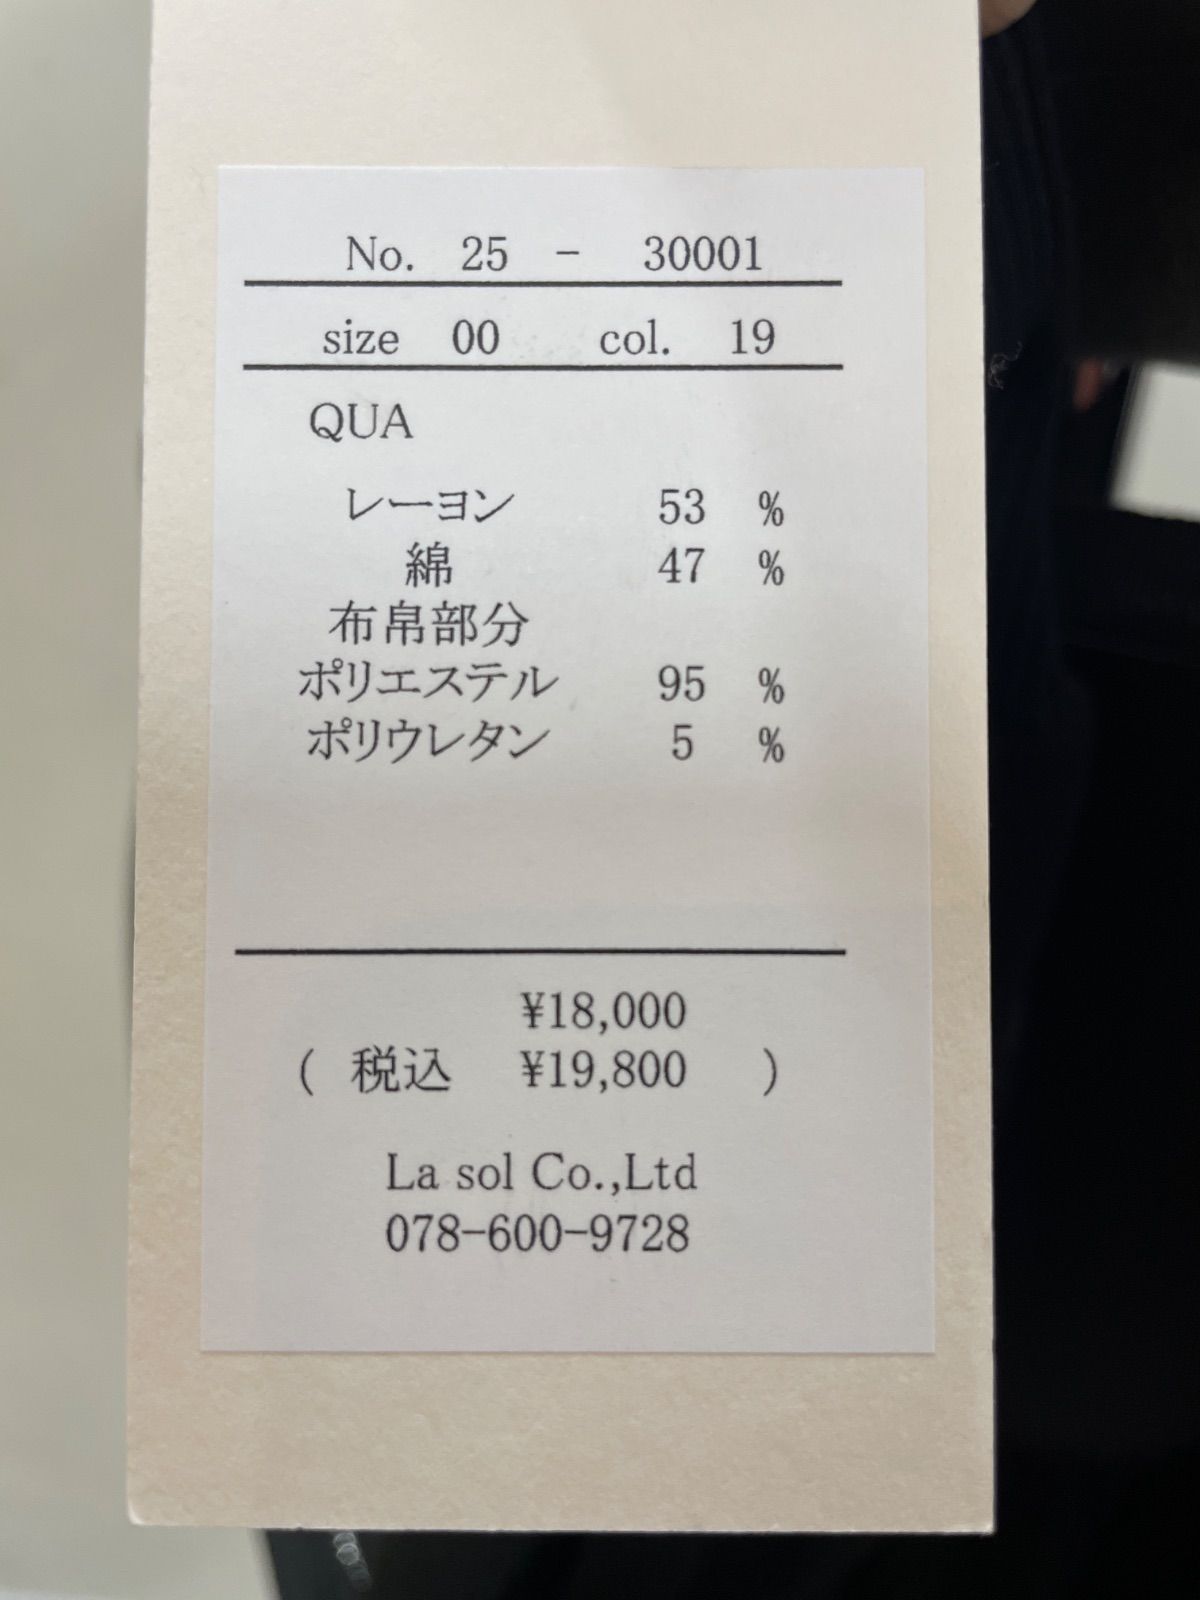 No. 25 - 30001
size 00 col. 19
QUA
レーヨン 53 %
綿 47 %
布帛部分
ポリエステル 95 %
ポリウレタン 5 %
¥18,000
( 税込 ¥19,800 )
La sol Co.,Ltd
078-600-9728